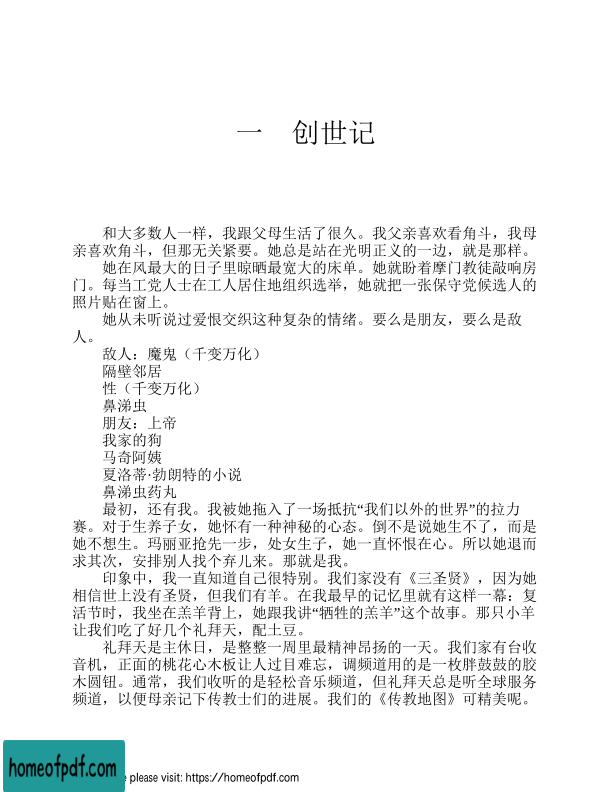 一 创世记
和大多数人一样，我跟父母生活了很久。我父亲喜欢看角斗，我母
亲喜欢角斗，但那无关紧要。她总是站在光明正义的一边，就是那样。
她在风最大的日子里晾晒最宽大的床单。她就盼着摩门教徒敲响房
门。每当工党人士在工人居住地组织选举，她就把一张保守党候选人的
照片贴在窗上。
她从未听说过爱恨交织这种复杂的情绪。要么是朋友，要么是敌
人。
敌人：魔鬼（千变万化）
隔壁邻居
性（千变万化）
鼻涕虫
朋友：上帝
我家的狗
马奇阿姨
夏洛蒂·勃朗特的小说
鼻涕虫药丸
最初，还有我。我被她拖入了一场抵抗“我们以外的世界”的拉力
赛。对于生养子女，她怀有一种神秘的心态。倒不是说她生不了，而是
她不想生。玛丽亚抢先一步，处女生子，她一直怀恨在心。所以她退而
求其次，安排别人找个弃儿来。那就是我。
印象中，我一直知道自己很特别。我们家没有《三圣贤》，因为她
相信世上没有圣贤，但我们有羊。在我最早的记忆里就有这样一幕：复
活节时，我坐在羔羊背上，她跟我讲“牺牲的羔羊”这个故事。那只小羊
让我们吃了好几个礼拜天，配土豆。
礼拜天是主休日，是整整一周里最精神昂扬的一天。我们家有台收
音机，正面的桃花心木板让人过目难忘，调频道用的是一枚胖鼓鼓的胶
木圆钮。通常，我们收听的是轻松音乐频道，但礼拜天总是听全球服务
频道，以便母亲记下传教士们的进展。我们的《传教地图》可精美呢。
homeofpdf.com
please visit: https://homeofpdf.com